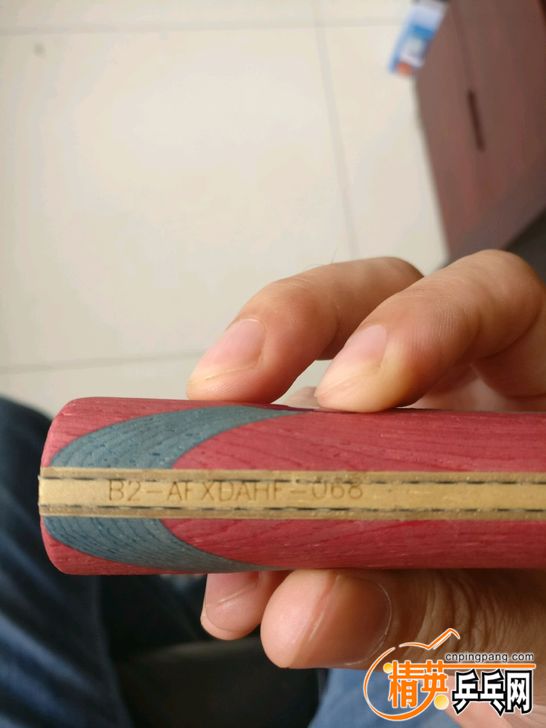 B2-AFXDAHF-068
cnpingpang.com
精英乒乓网